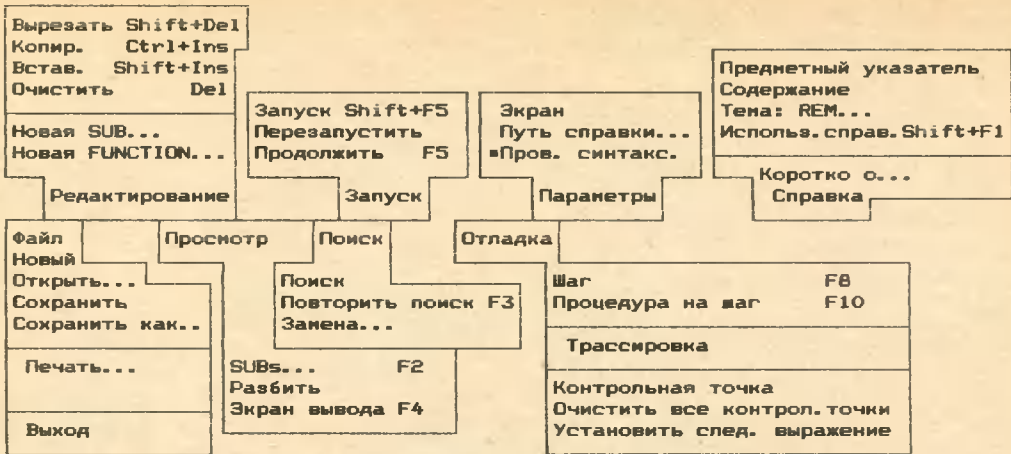 Вырезать Shift+Del
Копир. Ctrl+Ins
Встав. Shift+Ins
Очистить Del
Новая SUB...
Новая FUNCTION...
Редактирование
Запуск Shift+F5
Перезапустить
Продолжить F5
Запуск
Экран
Путь справки...
▪Пров. синтакс.
Параметры
Предметный указатель
Содержание
Тема: REM...
Использ.справ.Shift+F1
Коротко о...
Справка
Файл
Новый
Открыть...
Сохранить
Сохранить как..
Печать...
Выход
Просмотр
SUBs... F2
Разбить
Экран вывода F4
Поиск
Поиск
Повторить поиск F3
Замена...
Отладка
Шаг F8
Процедура на шаг F10
Трассировка
Контрольная точка
Очистить все контрол.точки
Установить след. выражение